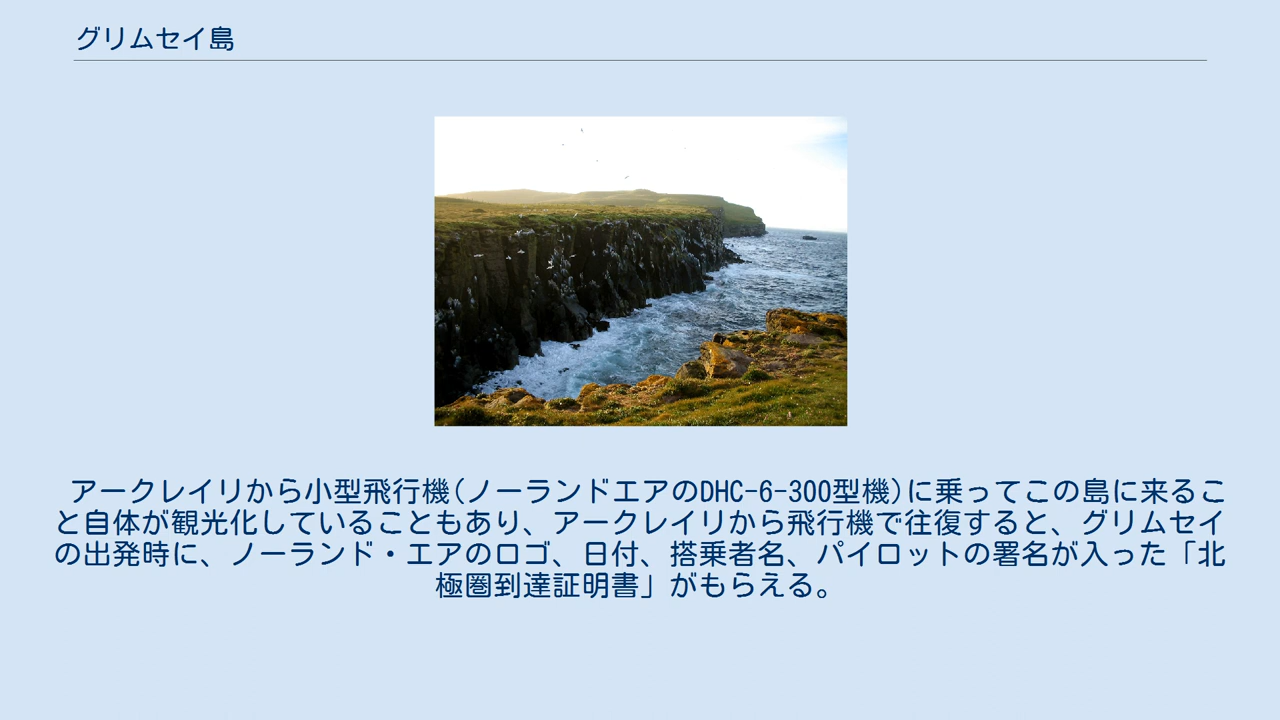 グリムセイ島
アークレイリから小型飛行機(ノーランドエアのDHC-6-300型機)に乗ってこの島に来るこ
と自体が観光化していることもあり、アークレイリから飛行機で往復すると、グリムセイ
の出発時に、ノーランド・エアのロゴ、日付、搭乗者名、パイロットの署名が入った「北
極圏到達証明書」がもらえる。